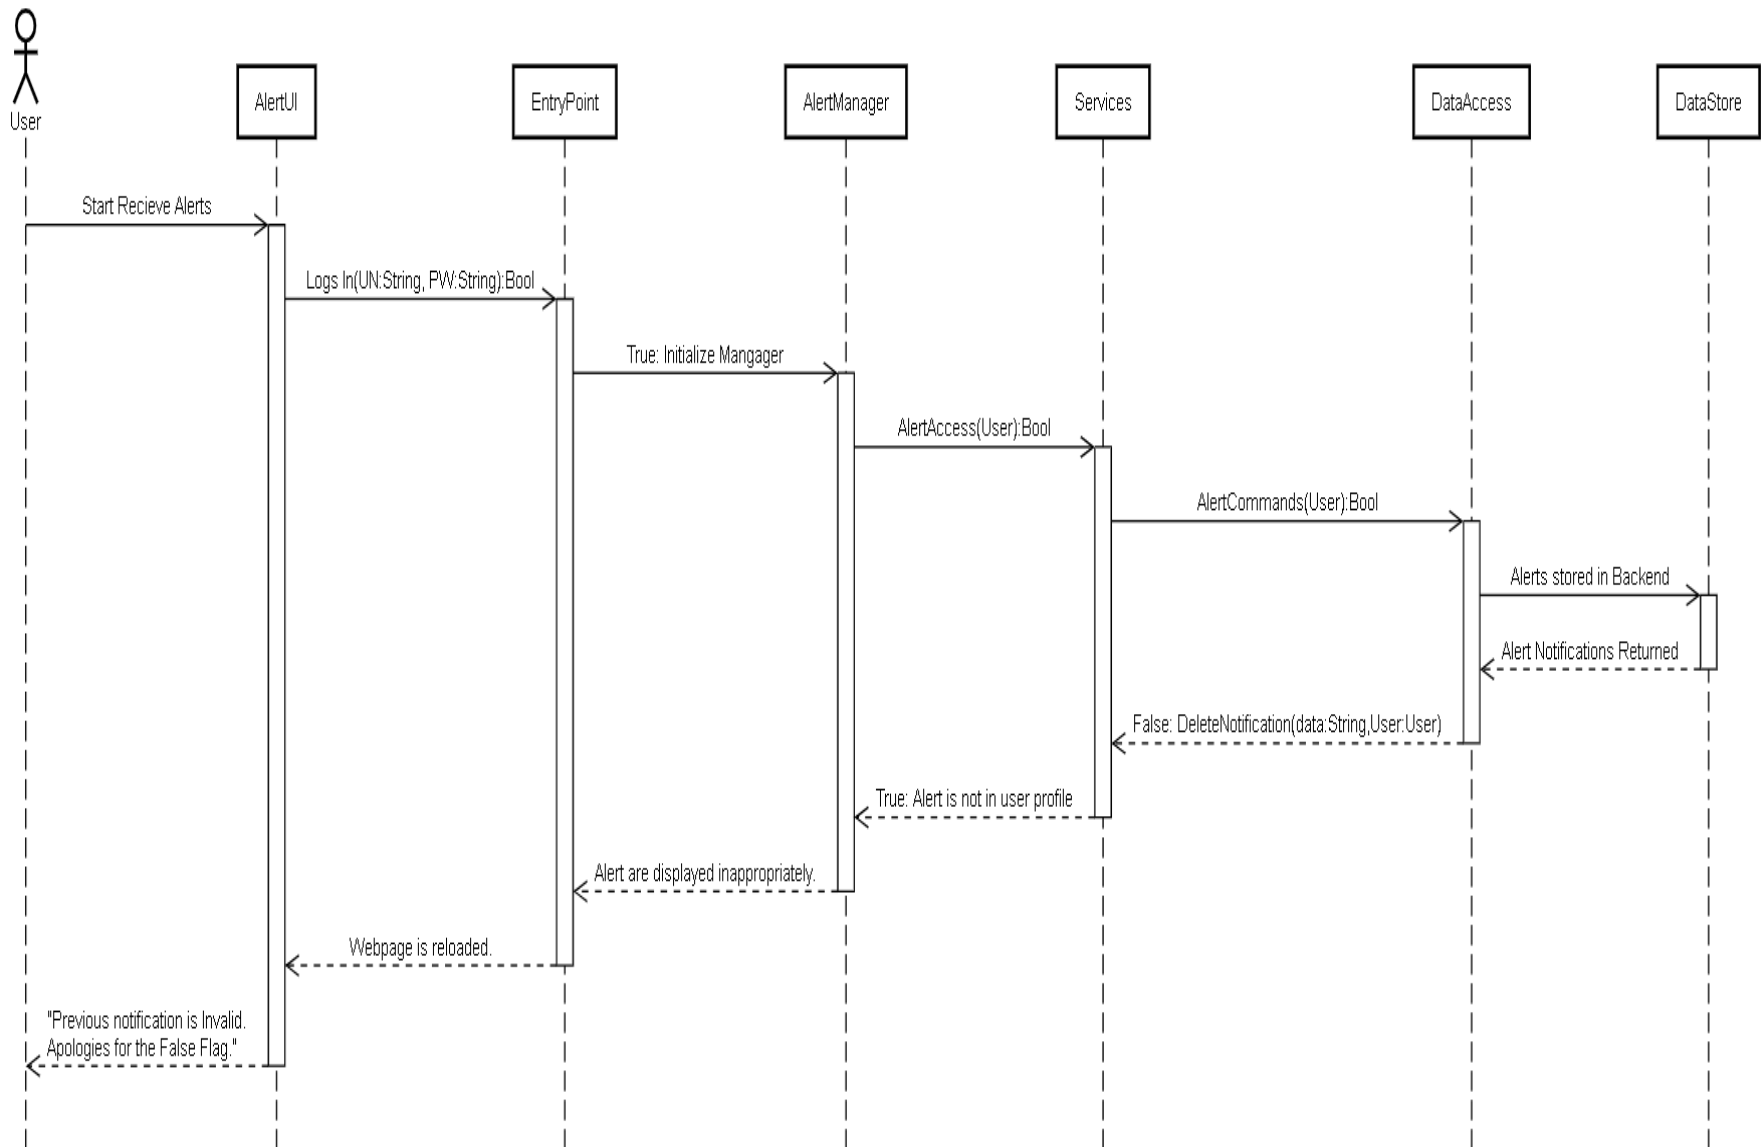 User
AlertUI
EntryPoint
AlertManager
Services
DataAccess
DataStore
Start Recieve Alerts
Logs In(UN:String, PW:String):Bool
True: Initialize Mangager
AlertAccess(User):Bool
AlertCommands(User):Bool
Alerts stored in Backend
Alert Notifications Returned
False: DeleteNotification(data:String,User:User)
True: Alert is not in user profile
Alert are displayed inappropriately.
Webpage is reloaded.
"Previous notification is Invalid.
Apologies for the False Flag."